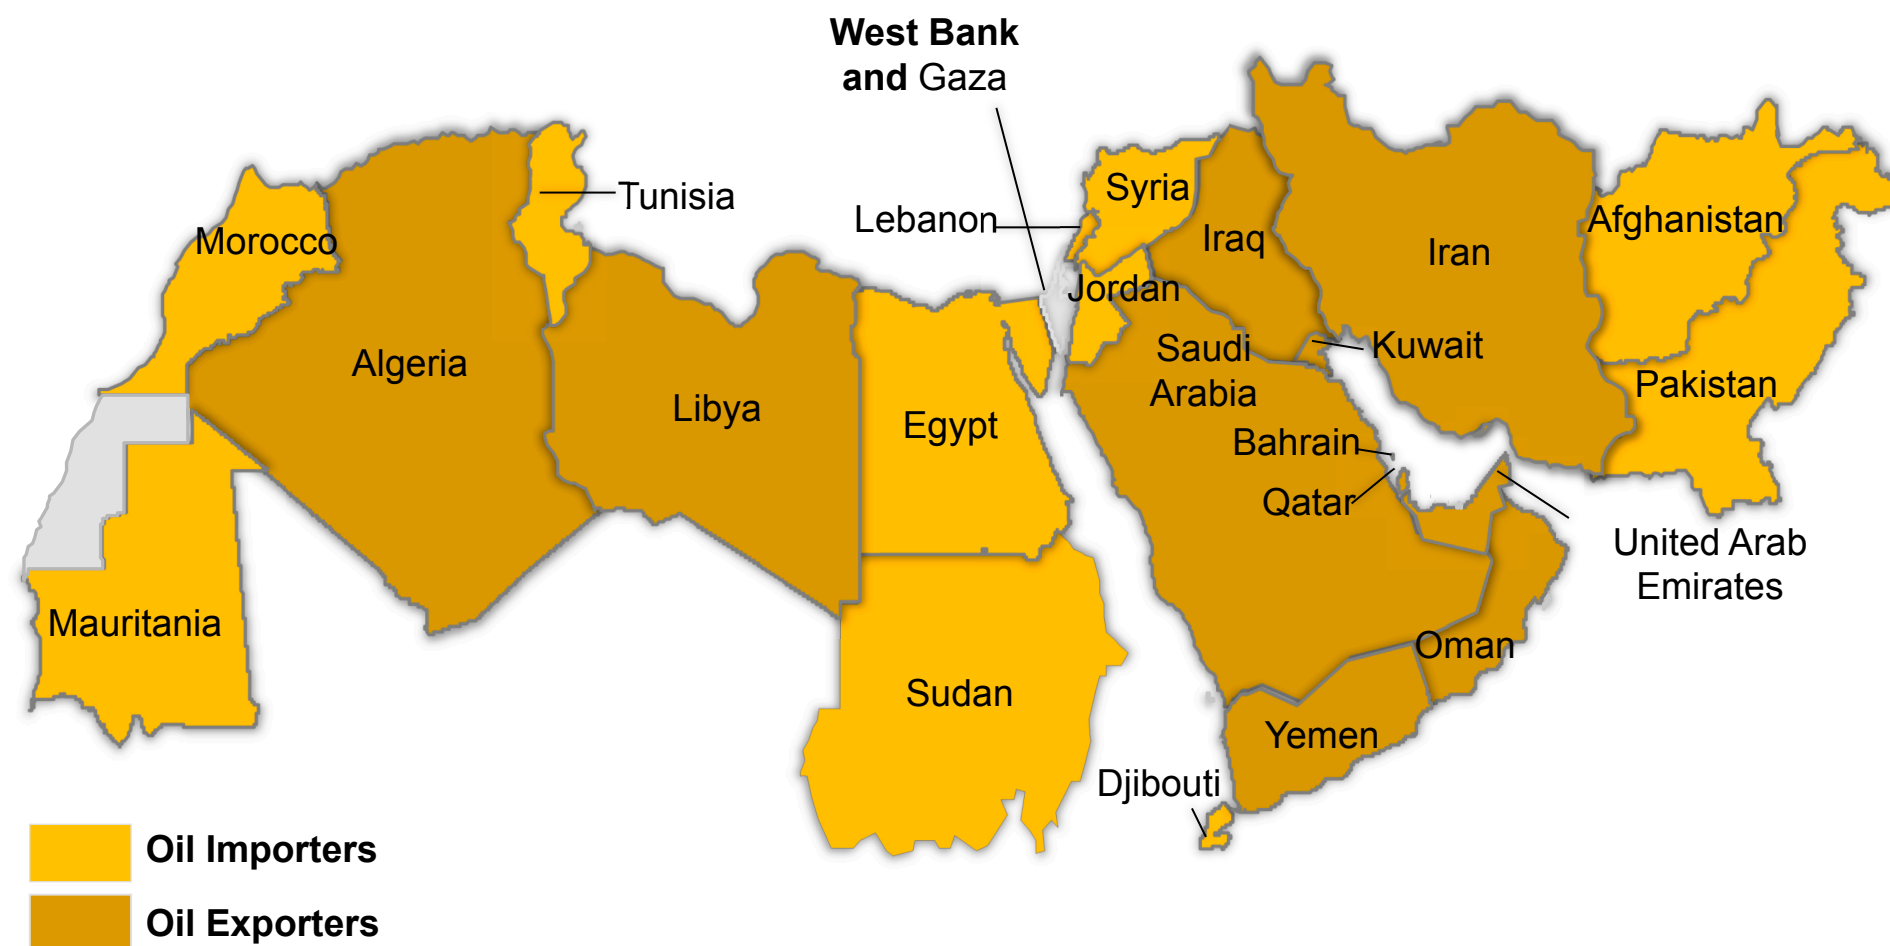 West Bank
and Gaza
Tunisia
Morocco
Lebanon
Syria
Iraq
Iran
Afghanistan
Jordan
Algeria
Libya
Egypt
Saudi
Arabia
Kuwait
Pakistan
Bahrain
Qatar
United Arab
Emirates
Mauritania
Sudan
Oman
Yemen
Djibouti
Oil Importers
Oil Exporters